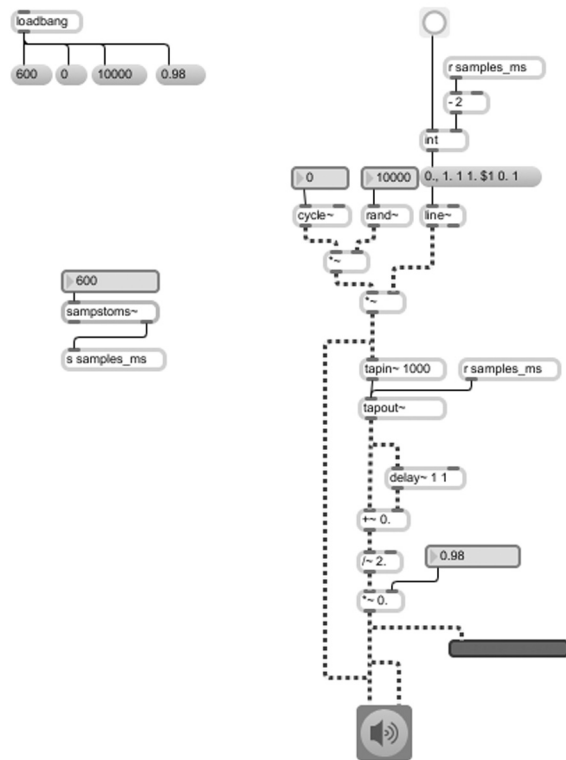 loadbang
600
0
10000
0.98
r samples_ms
- 2
int
0
10000
0., 1. 1 1. $1 0. 1
cycle~
rand~
line~
*~
*~
600
sampstoms~
s samples_ms
tapin~ 1000
r samples_ms
tapout~
delay~ 1 1
+~ 0.
/~ 2.
0.98
*~ 0.